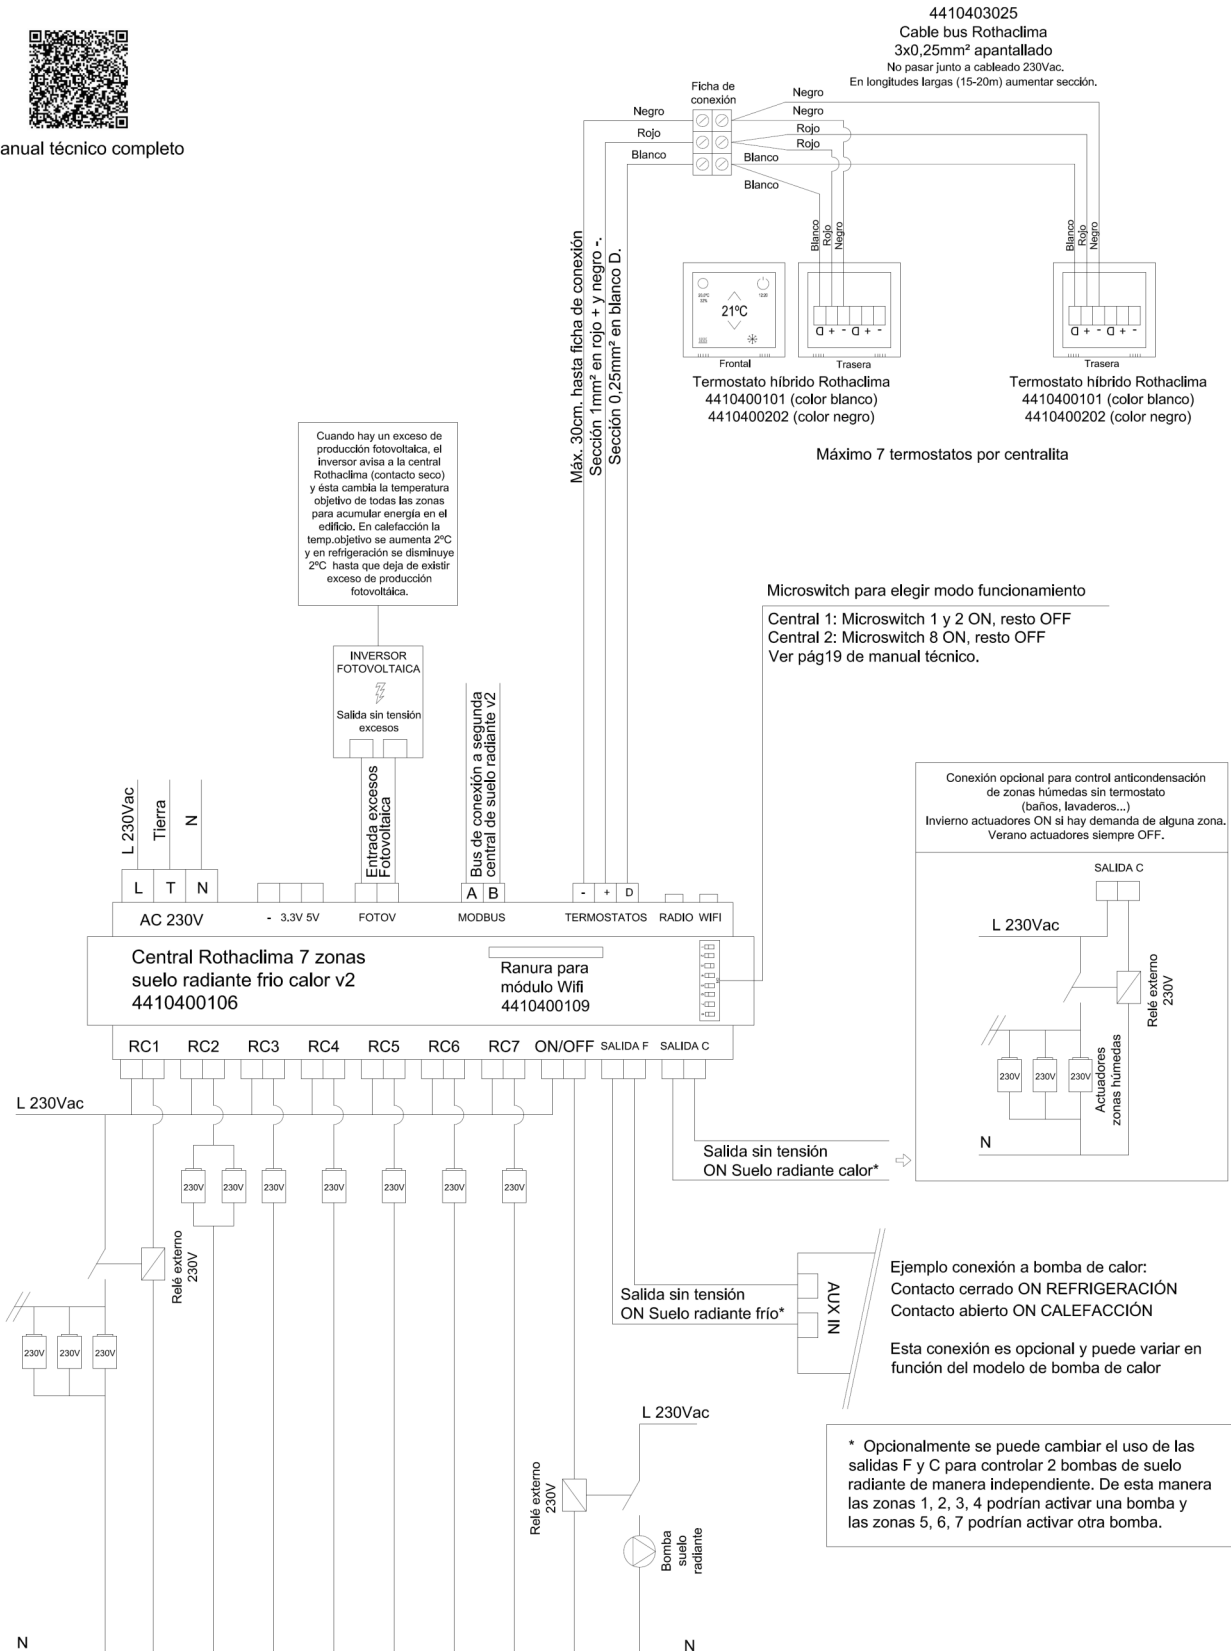 anual técnico completo
4410403025
Cable bus Rothaclima
3x0,25mm² apantallado
No pasar junto a cableado 230Vac.
En longitudes largas (15-20m) aumentar sección.
Ficha de
conexión
Negro
Rojo
Blanco
Negro
Negro
Rojo
Rojo
Blanco
Blanco
Máx. 30cm. hasta ficha de conexión
Sección 1mm² en rojo + y negro -.
Sección 0,25mm² en blanco D.
Blanco
Rojo
Negro
Blanco
Rojo
Negro
21ºC
D + - D + -
D + - D + -
Frontal
Trasera
Trasera
Termostato híbrido Rothaclima
4410400101 (color blanco)
4410400202 (color negro)
Termostato híbrido Rothaclima
4410400101 (color blanco)
4410400202 (color negro)
Máximo 7 termostatos por centralita
Cuando hay un exceso de
producción fotovoltaica, el
inversor avisa a la central
Rothaclima (contacto seco)
y ésta cambia la temperatura
objetivo de todas las zonas
para acumular energía en el
edificio. En calefacción la
temp.objetivo se aumenta 2ºC
y en refrigeración se disminuye
2ºC hasta que deja de existir
exceso de producción
fotovoltáica.
Microswitch para elegir modo funcionamiento
Central 1: Microswitch 1 y 2 ON, resto OFF
Central 2: Microswitch 8 ON, resto OFF
Ver pág19 de manual técnico.
INVERSOR
FOTOVOLTAICA
Salida sin tensión
excesos
Entrada excesos
Fotovoltaica
Bus de conexión a segunda
central de suelo radiante v2
L 230Vac
Tierra
N
L T N
A B
- + D
AC 230V
- 3.3V 5V
FOTOV
MODBUS
TERMOSTATOS
RADIO WIFI
Central Rothaclima 7 zonas
suelo radiante frio calor v2
4410400106
Ranura para
módulo Wifi
4410400109
RC1 RC2 RC3 RC4 RC5 RC6 RC7 ON/OFF SALIDA F SALIDA C
Conexión opcional para control anticondensación
de zonas húmedas sin termostato
(baños, lavaderos...)
Invierno actuadores ON si hay demanda de alguna zona.
Verano actuadores siempre OFF.
SALIDA C
L 230Vac
Relé externo
230V
230V 230V 230V
Actuadores
zonas húmedas
N
L 230Vac
230V 230V 230V 230V 230V 230V 230V
Relé externo
230V
230V 230V 230V
Salida sin tensión
ON Suelo radiante calor*
Salida sin tensión
ON Suelo radiante frío*
AUX IN
Ejemplo conexión a bomba de calor:
Contacto cerrado ON REFRIGERACIÓN
Contacto abierto ON CALEFACCIÓN
Esta conexión es opcional y puede variar en
función del modelo de bomba de calor
L 230Vac
Relé externo
230V
Bomba
suelo
radiante
* Opcionalmente se puede cambiar el uso de las
salidas F y C para controlar 2 bombas de suelo
radiante de manera independiente. De esta manera
las zonas 1, 2, 3, 4 podrían activar una bomba y
las zonas 5, 6, 7 podrían activar otra bomba.
N
N